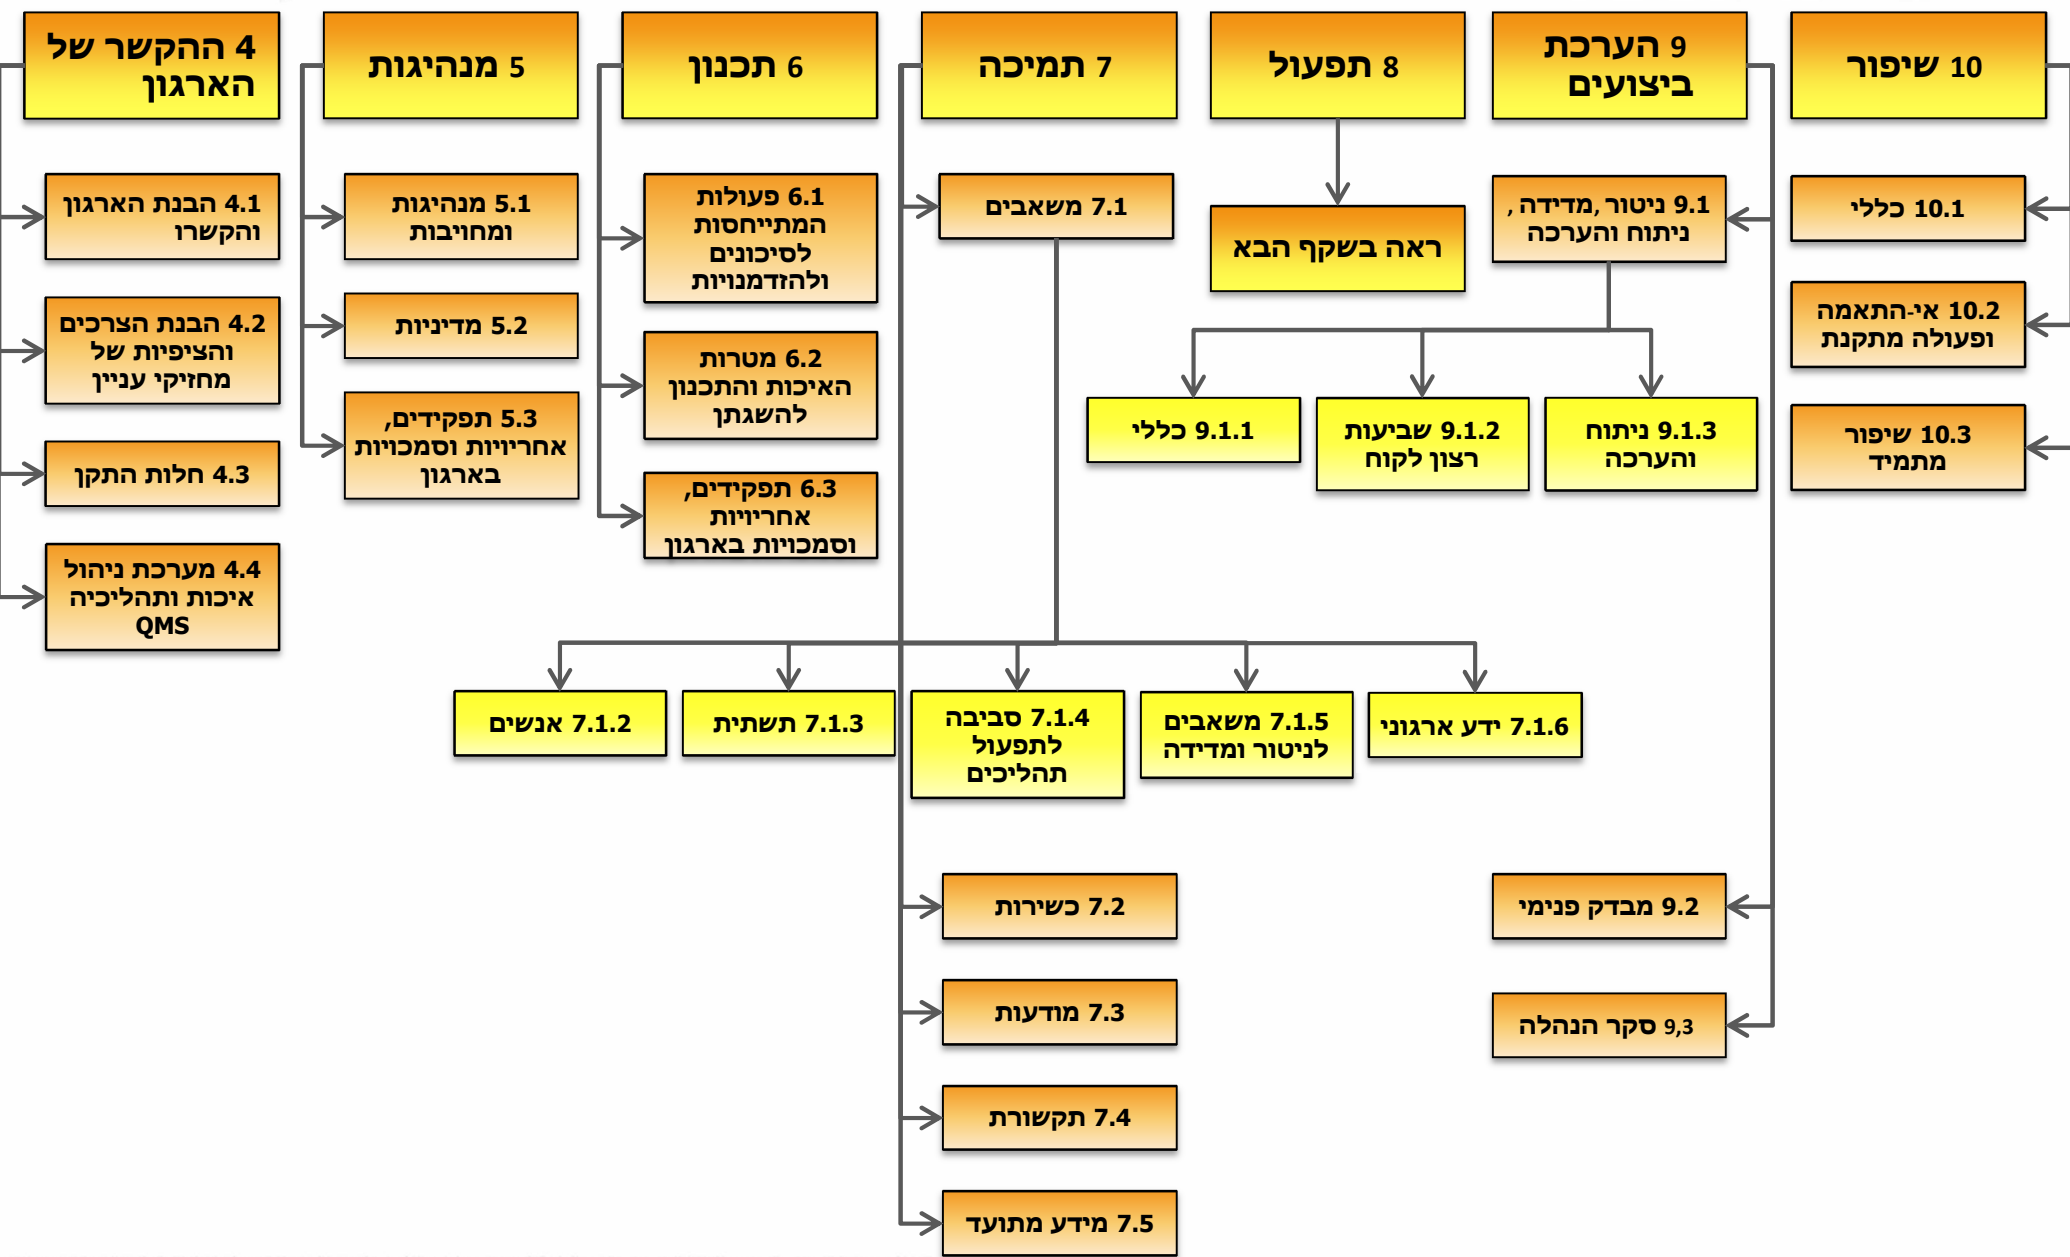 4 ההקשר של
הארגון
4.1 הבנת הארגון
והקשרו
4.2 הבנת הצרכים
והציפיות של
מחזיקי עניין
4.3 חלות התקן
4.4 מערכת ניהול
איכות ותהליכיה
QMS
5 מנהיגות
5.1 מנהיגות
ומחויבות
5.2 מדיניות
5.3 תפקידים,
אחריויות וסמכויות
בארגון
6 תכנון
6.1 פעולות
המתייחסות
לסיכונים
ולהזדמנויות
6.2 מטרות
האיכות והתכנון
להשגתן
6.3 תפקידים,
אחריויות
וסמכויות בארגון
7 תמיכה
7.1 משאבים
7.1.2 אנשים
7.1.3 תשתית
7.1.4 סביבה
לתפעול
תהליכים
7.1.5 משאבים
לניטור ומדידה
7.1.6 ידע ארגוני
7.2 כשירות
7.3 מודעות
7.4 תקשורת
7.5 מידע מתועד
8 תפעול
ראה בשקף הבא
9 הערכת
ביצועים
9.1 ניטור ,מדידה ,
ניתוח והערכה
9.1.1 כללי
9.1.2 שביעות
רצון לקוח
9.1.3 ניתוח
והערכה
9.2 מבדק פנימי
9,3 סקר הנהלה
10 שיפור
10.1 כללי
10.2 אי-התאמה
ופעולה מתקנת
10.3 שיפור
מתמיד